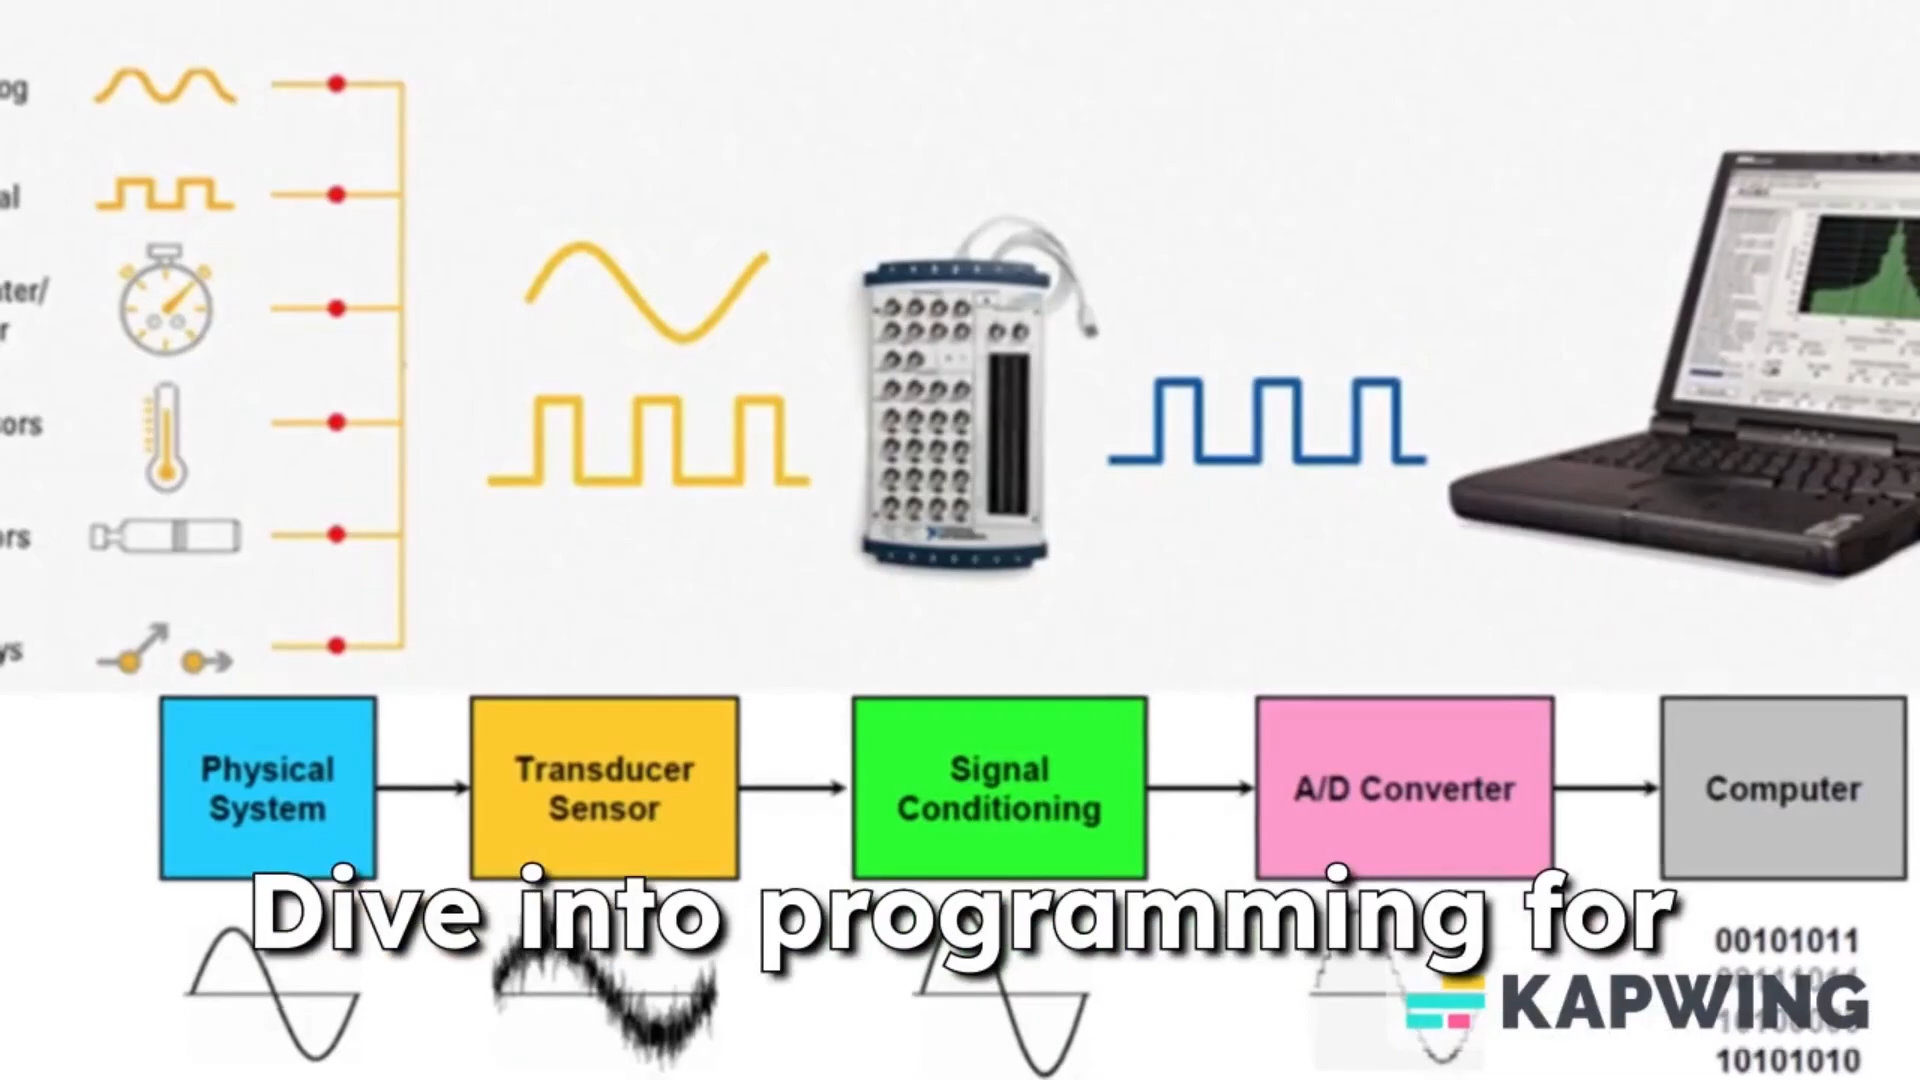 og
al
ter/
r
ors
ors
ys
Physical
System
Transducer
Sensor
Signal
Conditioning
A/D Converter
Computer
Dive into programming for
00101011
KAPWING
10101010